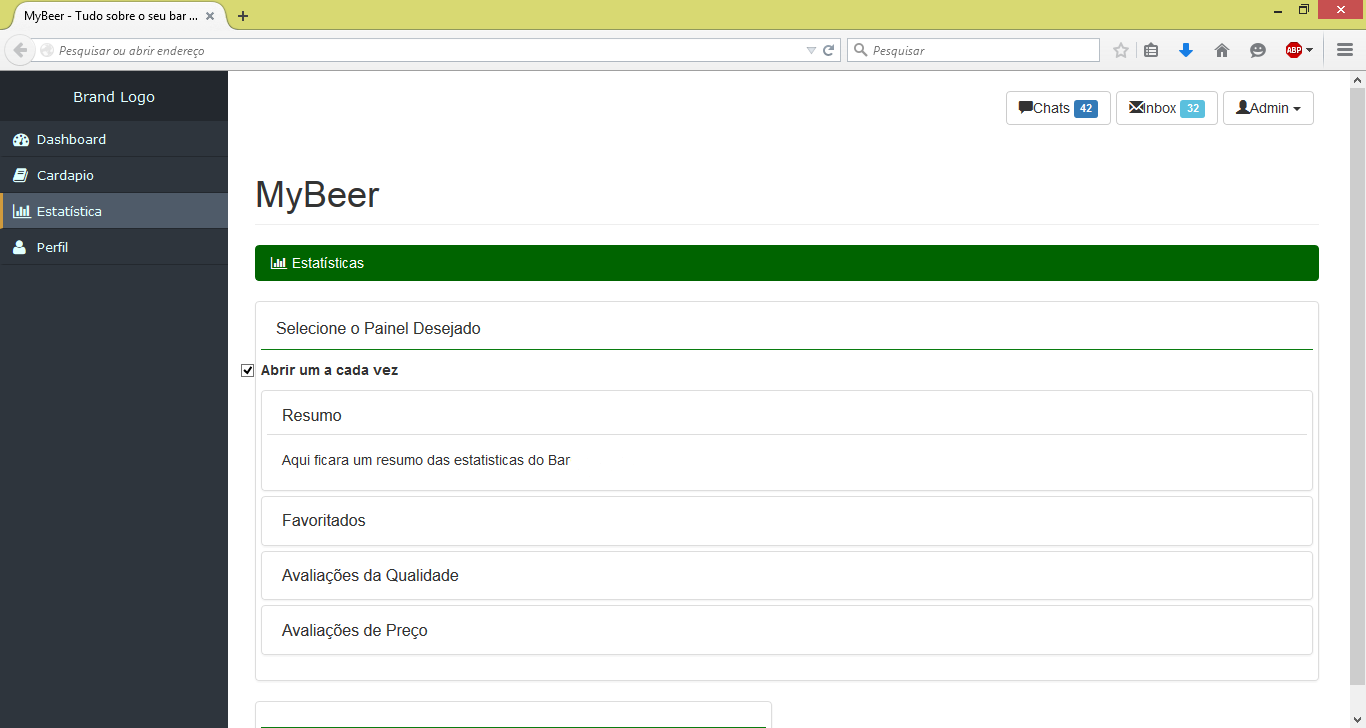 MyBeer - Tudo sobre o seu bar ...
Pesquisar ou abrir endereço
Pesquisar
ABP
Brand Logo
Chats 42
Inbox 32
Admin
Dashboard
Cardapio
Estatística
Perfil
MyBeer
Estatísticas
Selecione o Painel Desejado
Abrir um a cada vez
Resumo
Aqui ficara um resumo das estatisticas do Bar
Favoritados
Avaliações da Qualidade
Avaliações de Preço